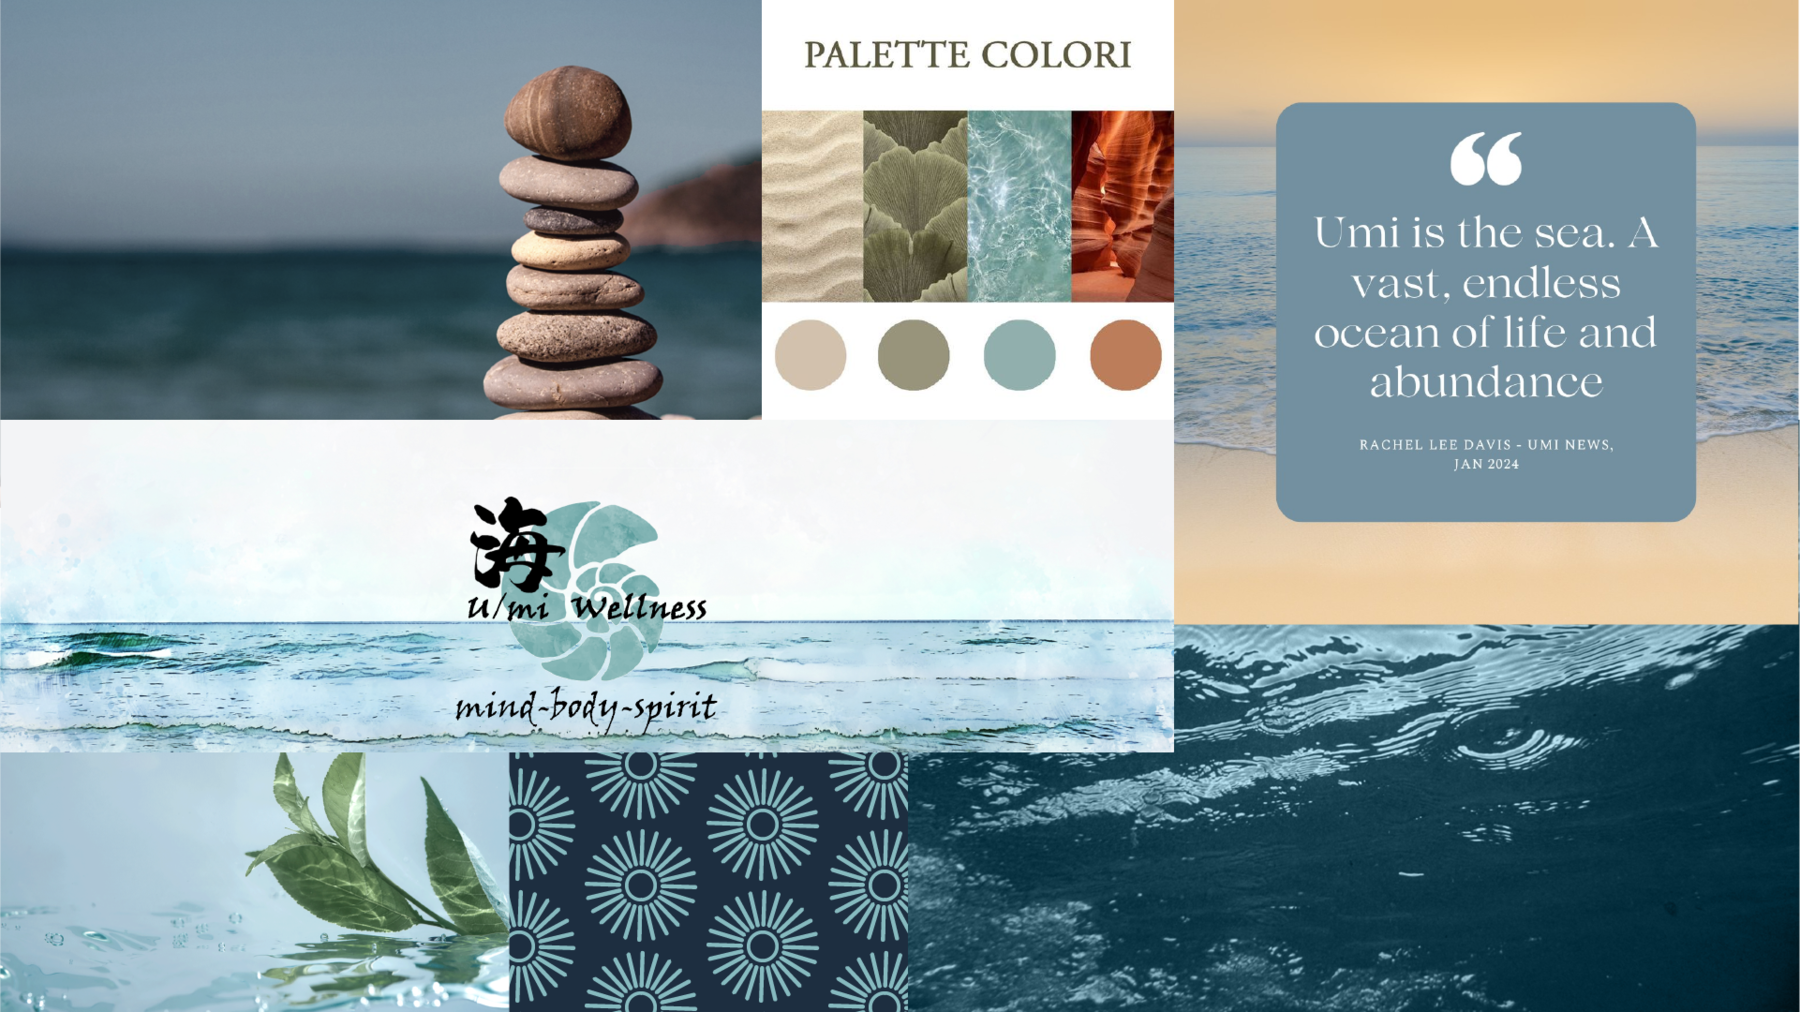 PALETTE COLORI
Umi is the sea. A
vast, endless
ocean of life and
abundance
RACHEL LEE DAVIS - UMI NEWS,
JAN 2024
海
U/mi Wellness
mind-body-spirit